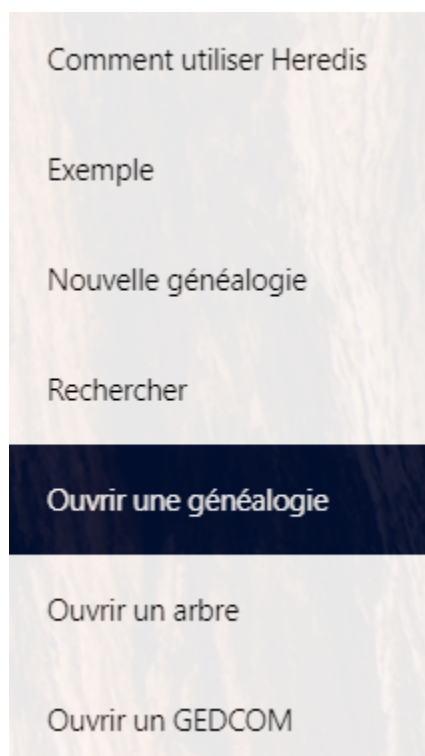 Comment utiliser Heredis
Exemple
Nouvelle généalogie
Rechercher
Ouvrir une généalogie
Ouvrir un arbre
Ouvrir un GEDCOM